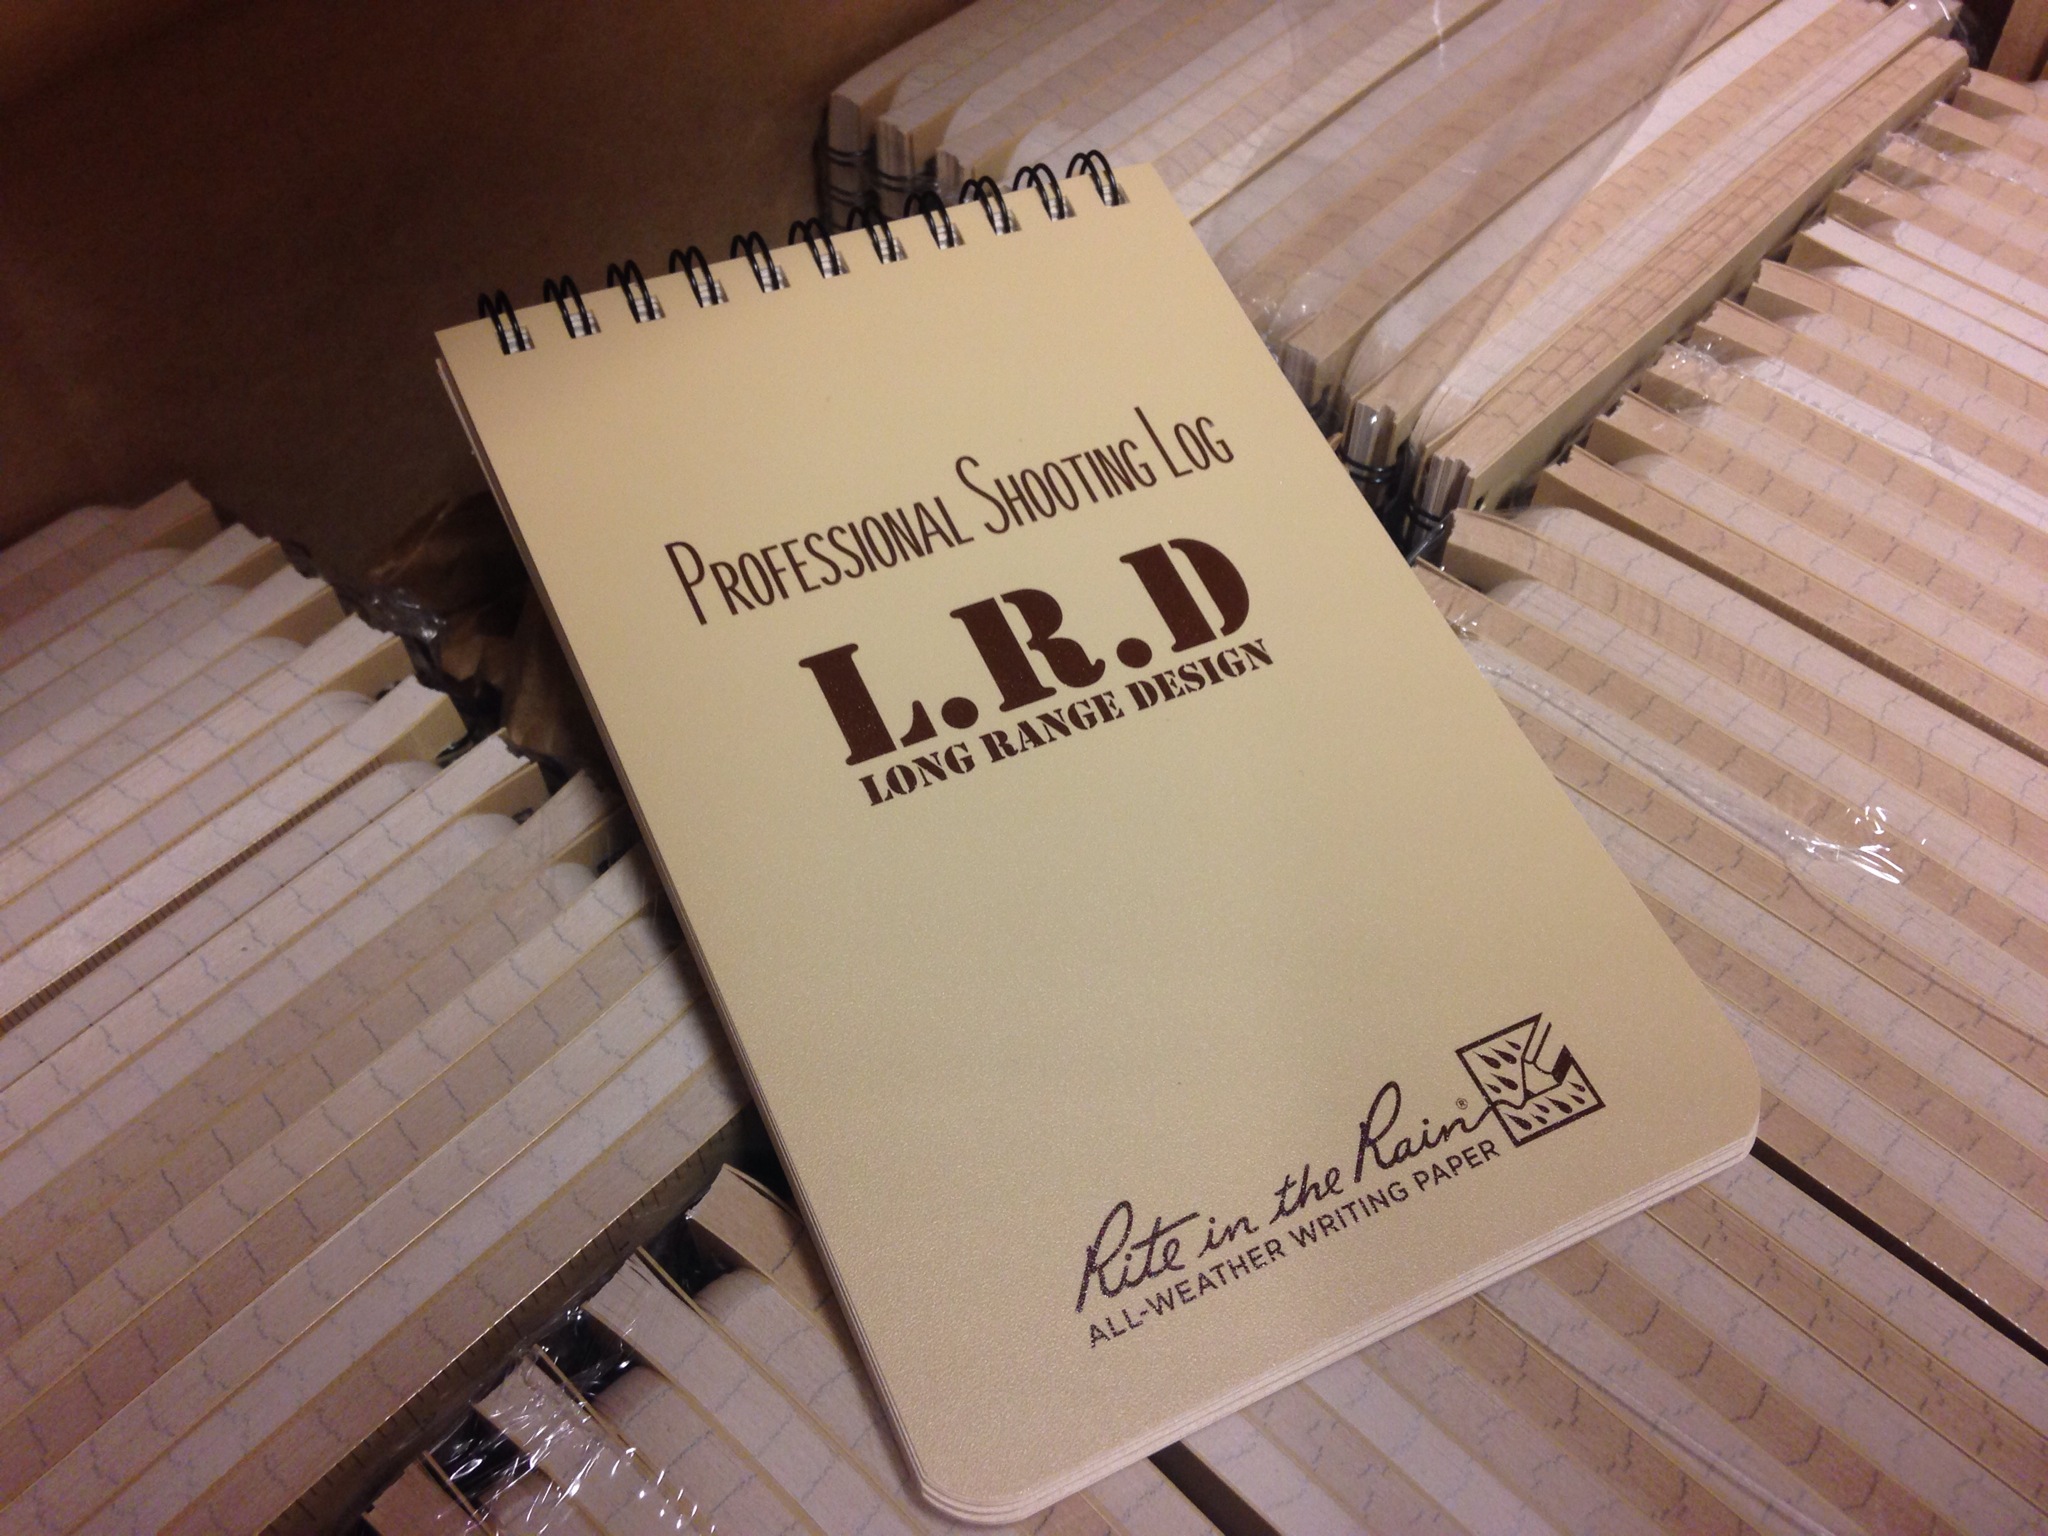 PROFESSIONAL SHOOTING LOG
L.R.D
LONG RANGE DESIGN
Rite in the Rain®
ALL-WEATHER WRITING PAPER